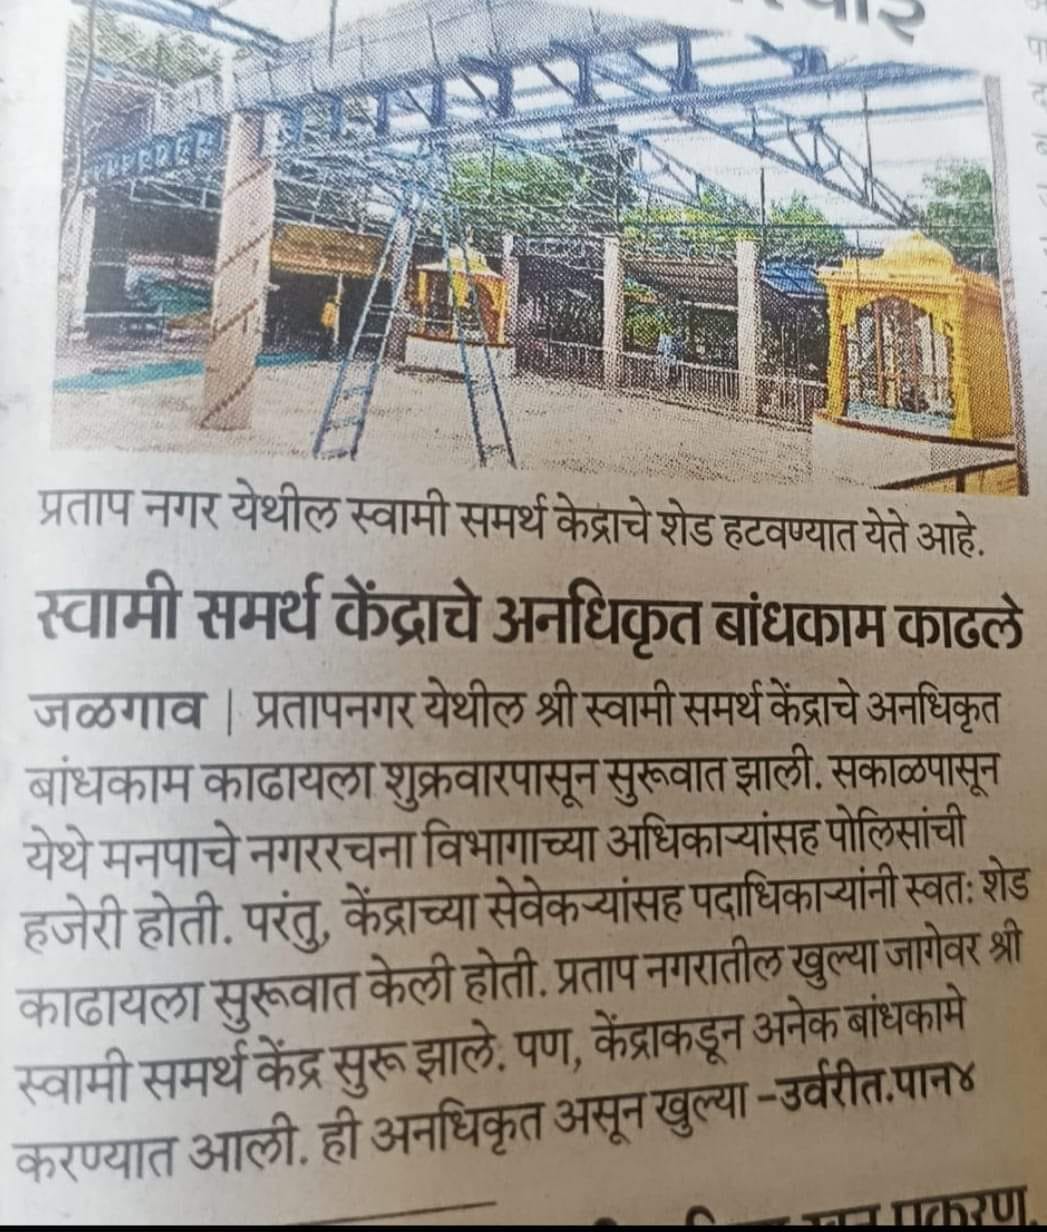 प्रताप नगर येथील स्वामी समर्थ केद्राचे शेड हटवण्यात येते आहे.
स्वामी समर्थ केंद्राचे अनधिकृत बांधकाम काढले
जळगाव | प्रतापनगर येथील श्री स्वामी समर्थ केंद्राचे अनधिकृत
बांधकाम काढायला शुक्रवारपासून सुरूवात झाली. सकाळपासून
येथे मनपाचे नगररचना विभागाच्या अधिकाऱ्यांसह पोलिसांची
हजेरी होती. परंतु, केंद्राच्या सेवेकऱ्यांसह पदाधिकाऱ्यांनी स्वत: शेड
काढायला सुरूवात केली होती. प्रताप नगरातील खुल्या जागेवर श्री
स्वामी समर्थ केंद्र सुरू झाले. पण, केंद्राकडून अनेक बांधकामे
करण्यात आली. ही अनधिकृत असून खुल्या -उर्वरीत.पान४
प्रकरण